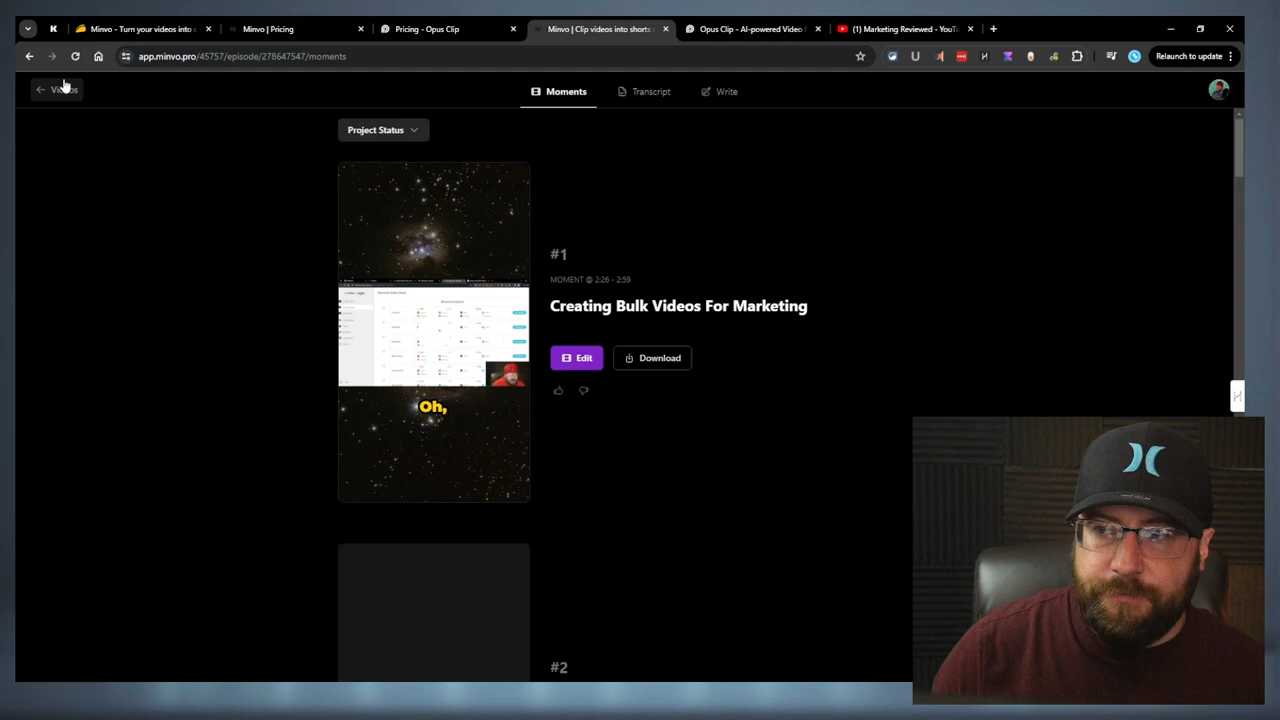 Minvo - Turn your videos into c
Minvo | Pricing
Pricing - Opus Clip
Minvo | Clip videos into shorts
Opus Clip - AI-powered Video
(1) Marketing Reviewed - YouT
app.minvo.pro/45757/episode/278647547/moments
Relaunch to update
Moments
Transcript
Write
Project Status
#1
MOMENT @ 2:26 - 2:59
Creating Bulk Videos For Marketing
Edit
Download
Oh,
#2